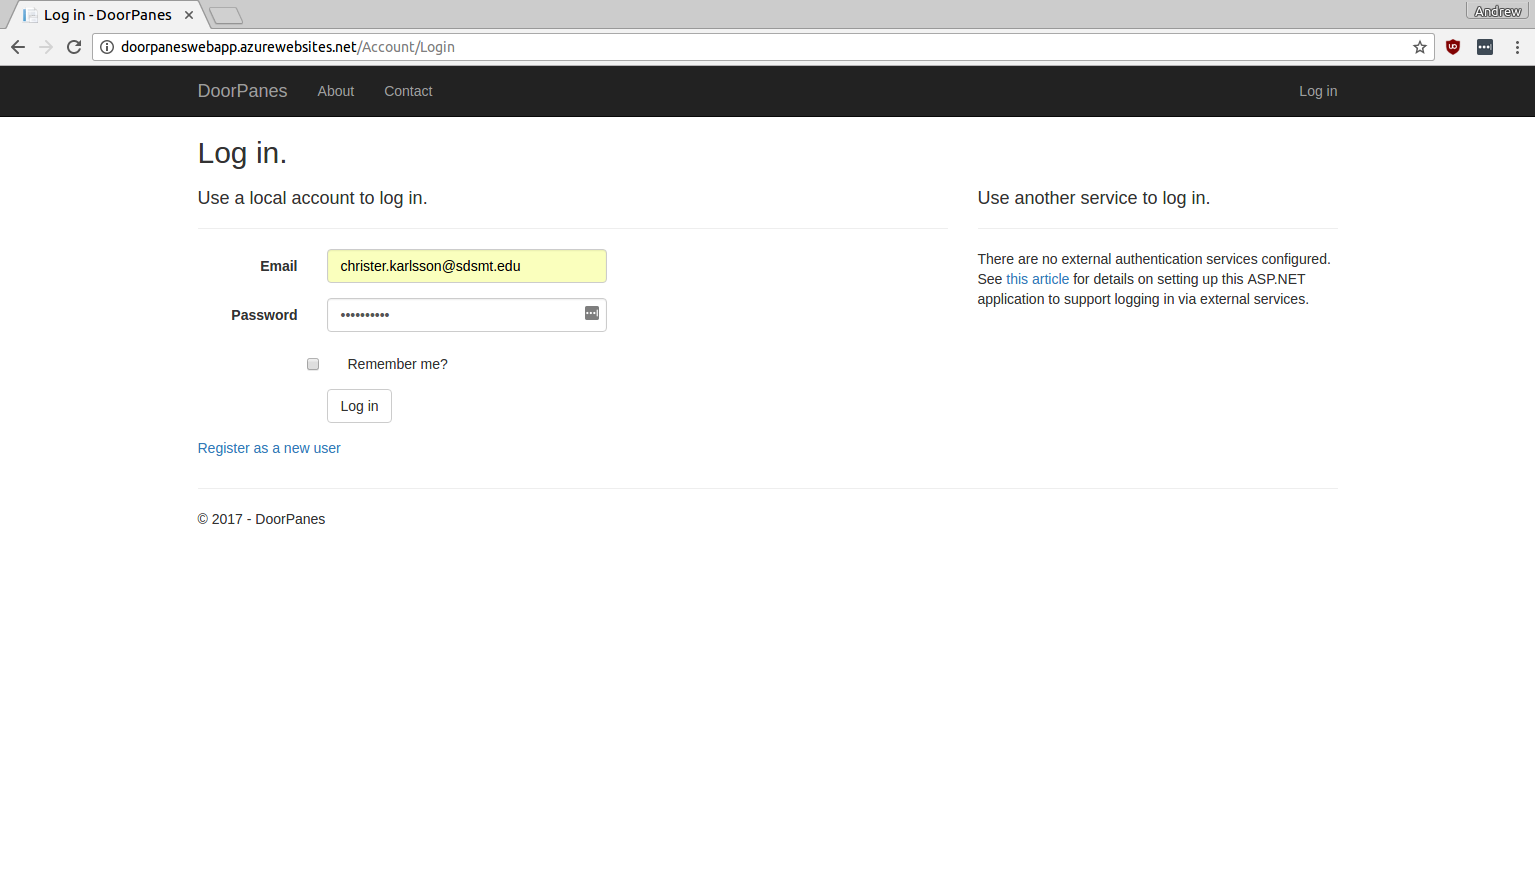 Log in - DoorPanes
Andrew
doorpaneswebapp.azurewebsites.net/Account/Login
DoorPanes About Contact Log in
Log in.
Use a local account to log in.
Email christer.karlsson@sdsmt.edu
Password ••••••••••
Remember me?
Log in
Register as a new user
Use another service to log in.
There are no external authentication services configured.
See this article for details on setting up this ASP.NET
application to support logging in via external services.
© 2017 - DoorPanes